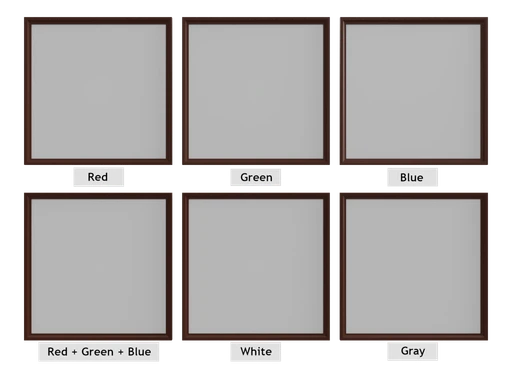 Red
Green
Blue
Red + Green + Blue
White
Gray